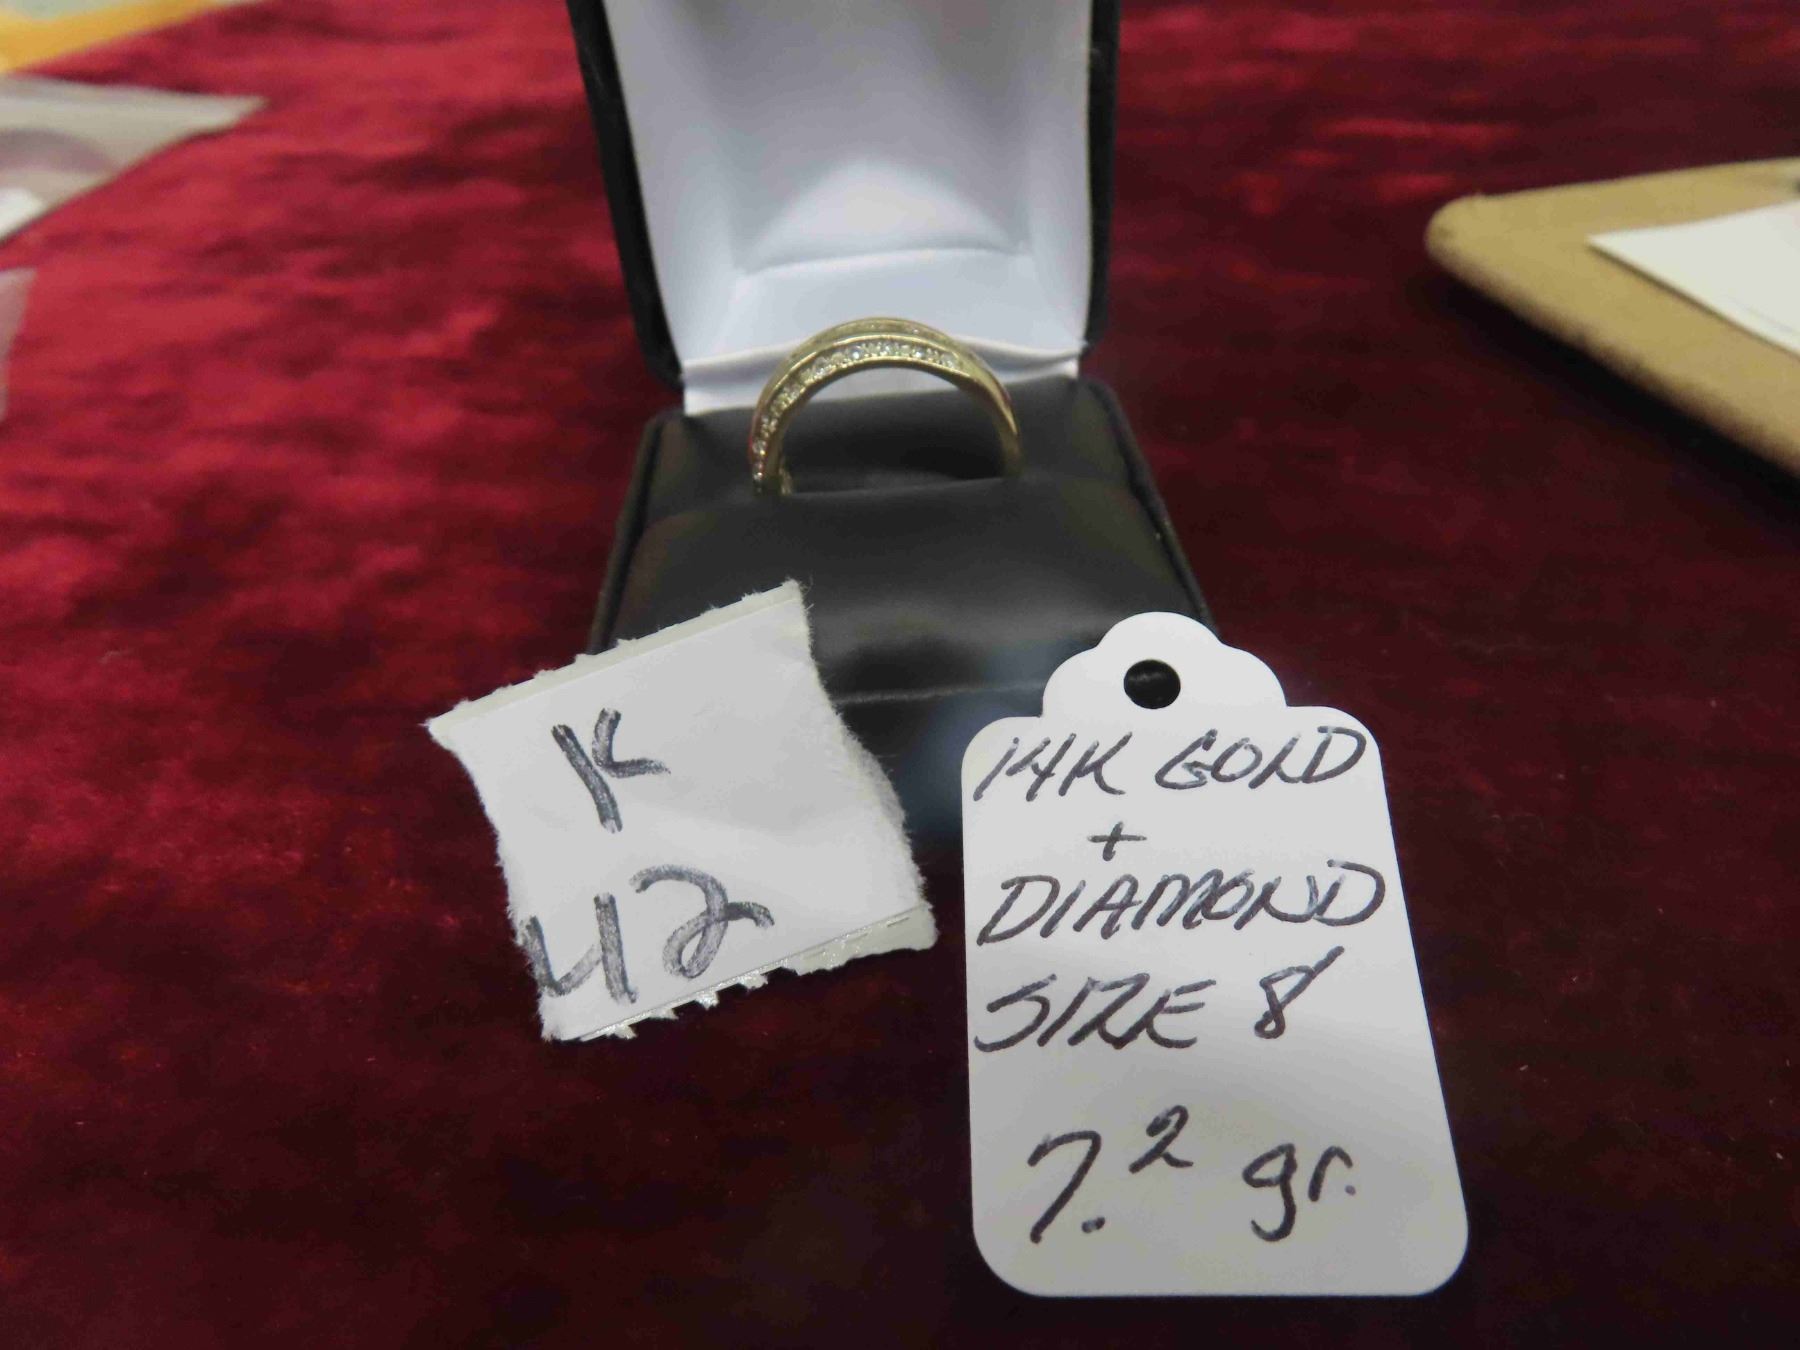 K
42
14K GOLD
+
DIAMOND
SIZE 8
7.2 gr.